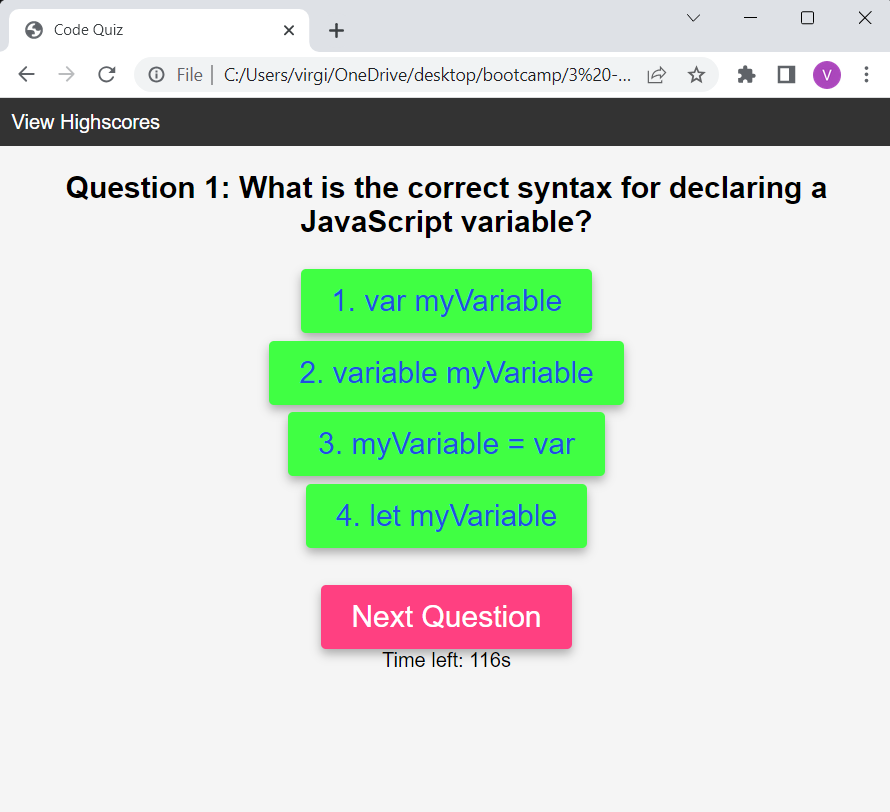 Code Quiz
File | C:/Users/virgi/OneDrive/desktop/bootcamp/3%20-... V
View Highscores
Question 1: What is the correct syntax for declaring a
JavaScript variable?
1. var myVariable
2. variable myVariable
3. myVariable = var
4. let myVariable
Next Question
Time left: 116s